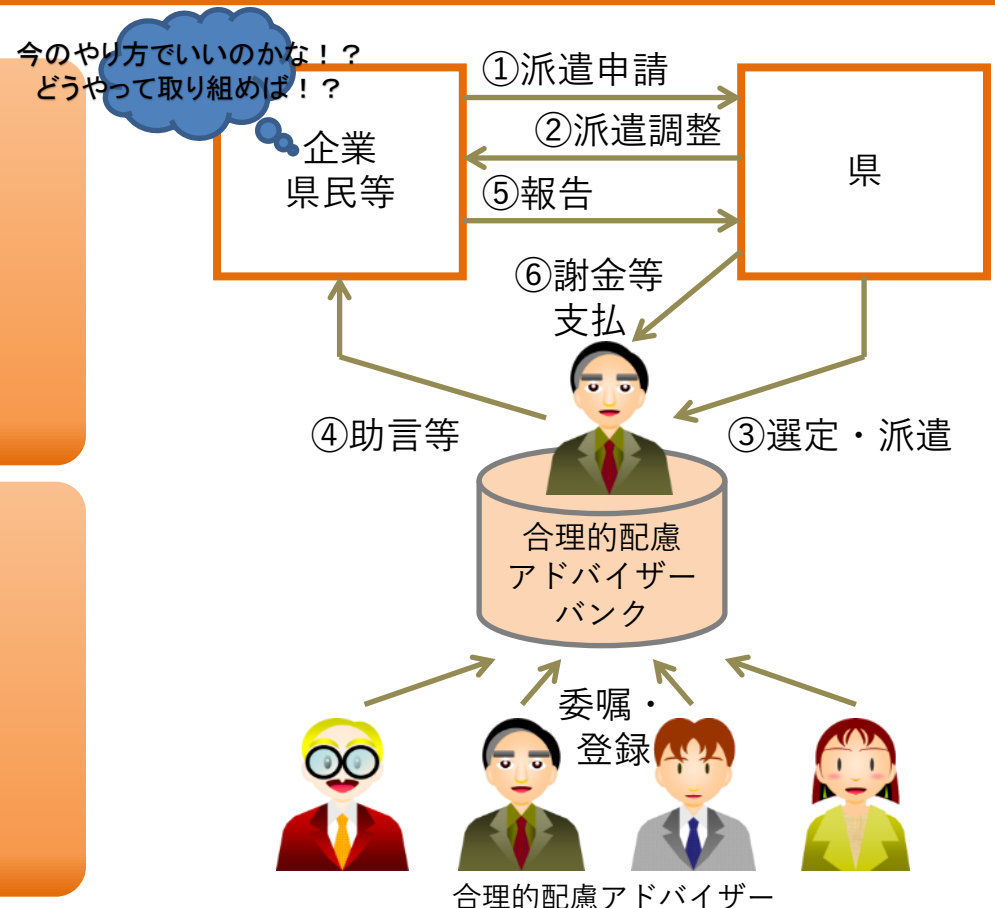 今のやり方でいいのかな！？
どうやって取り組めば！？
企業
県民等
①派遣申請
②派遣調整
⑤報告
県
⑥謝金等
支払
④助言等
③選定・派遣
合理的配慮
アドバイザー
バンク
委嘱・
登録
合理的配慮アドバイザー